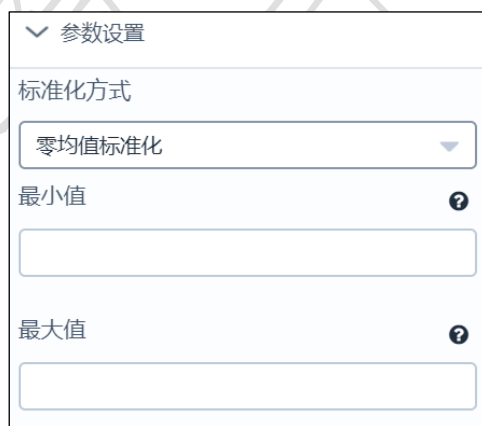 参数设置
标准化方式
零均值标准化
最小值
最大值